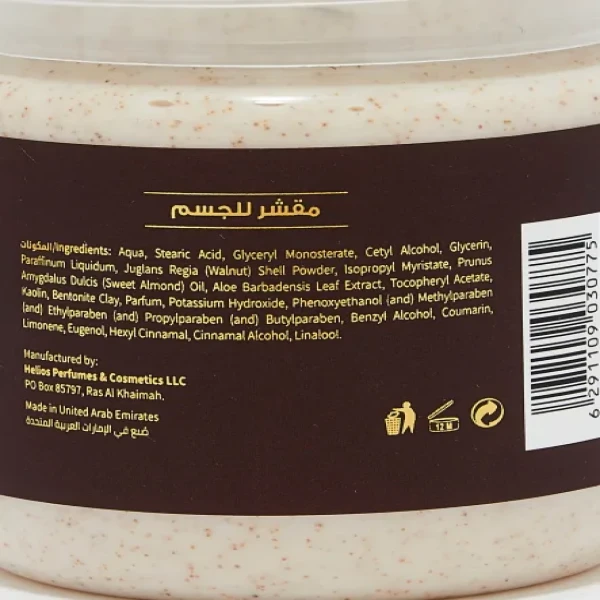 مقشر للجسم
المكونات/Ingredients: Aqua, Stearic Acid, Glyceryl Monosterate, Cetyl Alcohol, Glycerin,
Paraffinum Liquidum, Juglans Regia (Walnut) Shell Powder, Isopropyl Myristate, Prunus
Amygdalus Dulcis (Sweet Almond) Oil, Aloe Barbadensis Leaf Extract, Tocopheryl Acetate,
Kaolin, Bentonite Clay, Parfum, Potassium Hydroxide, Phenoxyethanol (and) Methylparaben
(and) Ethylparaben (and) Propylparaben (and) Butylparaben, Benzyl Alcohol, Coumarin,
Limonene, Eugenol, Hexyl Cinnamal, Cinnamal Alcohol, Linalool.
Manufactured by:
Helios Perfumes & Cosmetics LLC
PO Box 85797, Ras Al Khaimah.
Made in United Arab Emirates
صُنع في الإمارات العربية المتحدة
12 M
6 291109 030775